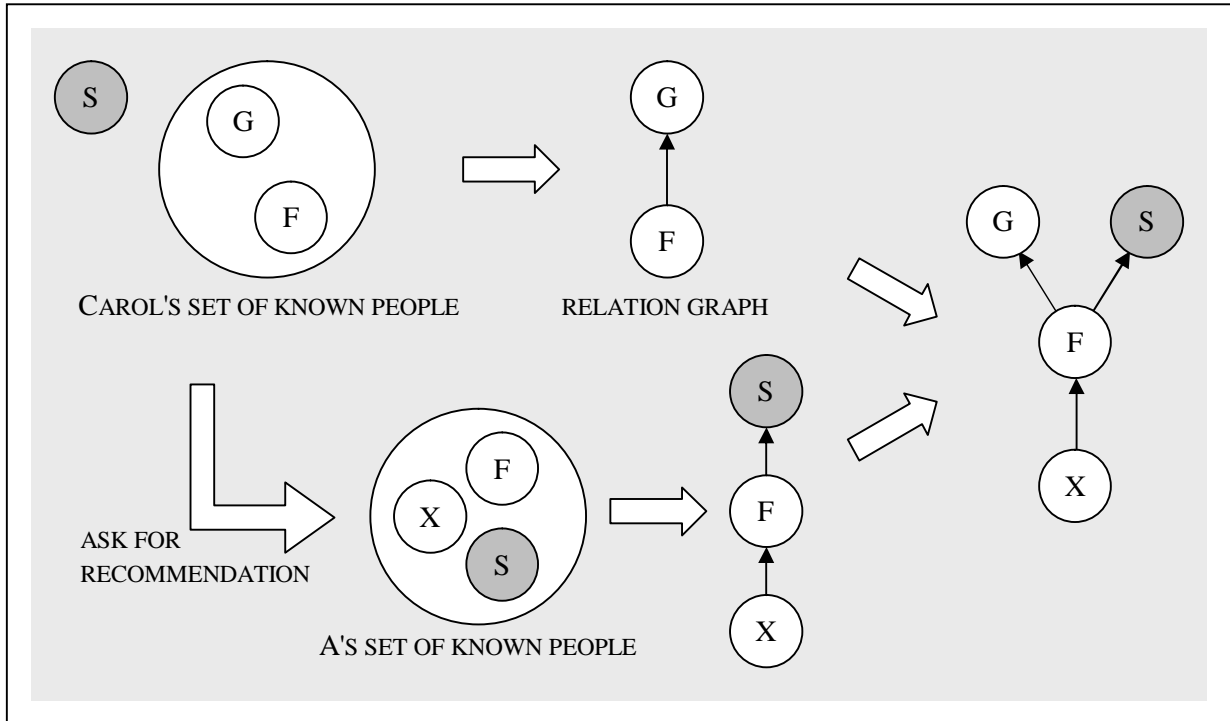 S
G
F
CAROL'S SET OF KNOWN PEOPLE
G
F
RELATION GRAPH
G
S
F
X
ASK FOR
RECOMMENDATION
F
X
S
A'S SET OF KNOWN PEOPLE
S
F
X